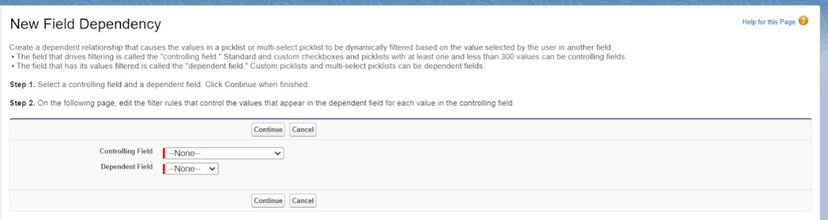 New Field Dependency
Help for this Page ?
Create a dependent relationship that causes the values in a picklist or multi-select picklist to be dynamically filtered based on the value selected by the user in another field.
• The field that drives filtering is called the "controlling field." Standard and custom checkboxes and picklists with at least one and less than 300 values can be controlling fields.
• The field that has its values filtered is called the "dependent field." Custom picklists and multi-select picklists can be dependent fields.
Step 1. Select a controlling field and a dependent field. Click Continue when finished.
Step 2. On the following page, edit the filter rules that control the values that appear in the dependent field for each value in the controlling field.
Continue Cancel
Controlling Field --None--
Dependent Field --None--
Continue Cancel